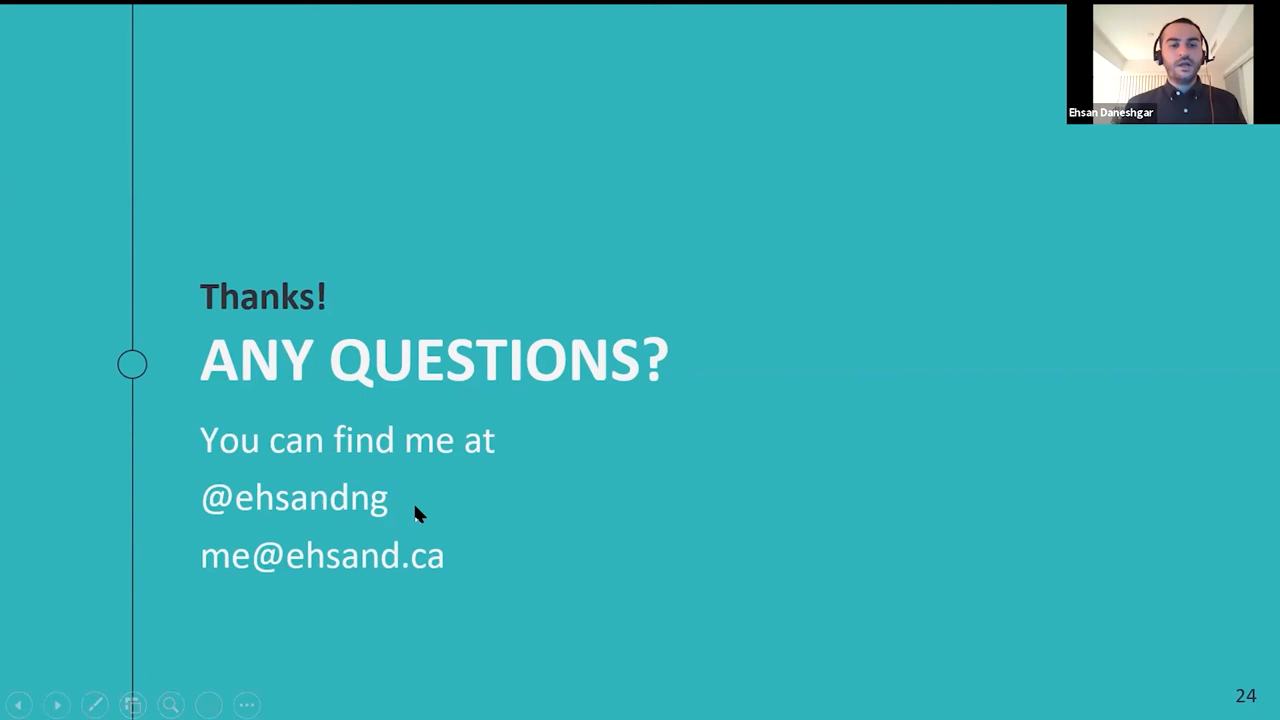 Ehsan Daneshgar
Thanks!
ANY QUESTIONS?
You can find me at
@ehsandng
me@ehsand.ca
24